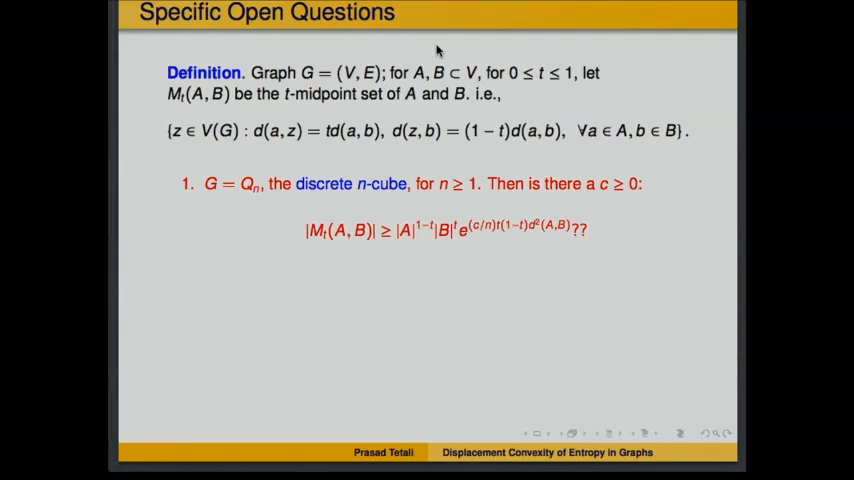 Specific Open Questions
Definition. Graph G = (V, E); for A, B ⊂ V, for 0 ≤ t ≤ 1, let
M_t(A, B) be the t-midpoint set of A and B. i.e.,
{z ∈ V(G) : d(a, z) = td(a, b), d(z, b) = (1 − t)d(a, b), ∀a ∈ A, b ∈ B} .
1. G = Q_n, the discrete n-cube, for n ≥ 1. Then is there a c ≥ 0:
|M_t(A, B)| ≥ |A|^{1−t}|B|^t e^{(c/n)t(1−t)d²(A,B)}??
Prasad Tetali Displacement Convexity of Entropy in Graphs